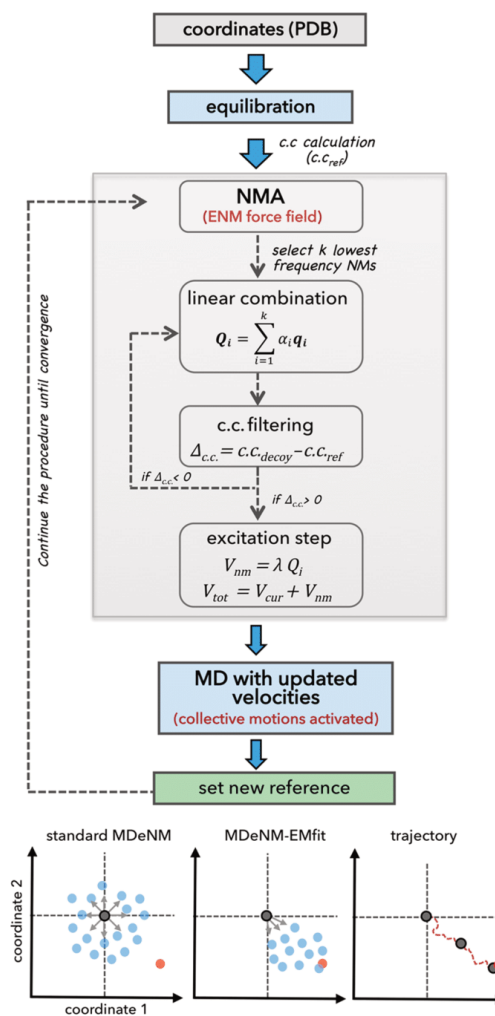 coordinates (PDB)
equilibration
c.c calculation
(c.c_ref)
NMA
(ENM force field)
select k lowest
frequency NMs
linear combination
Q_i = ∑_{i=1}^{k} α_i q_i
c.c. filtering
Δ_c.c. = c.c._decoy − c.c._ref
if Δ_c.c. < 0
if Δ_c.c. > 0
excitation step
V_nm = λ Q_i
V_tot = V_cur + V_nm
Continue the procedure until convergence
MD with updated
velocities
(collective motions activated)
set new reference
standard MDeNM
MDeNM-EMfit
trajectory
coordinate 2
coordinate 1